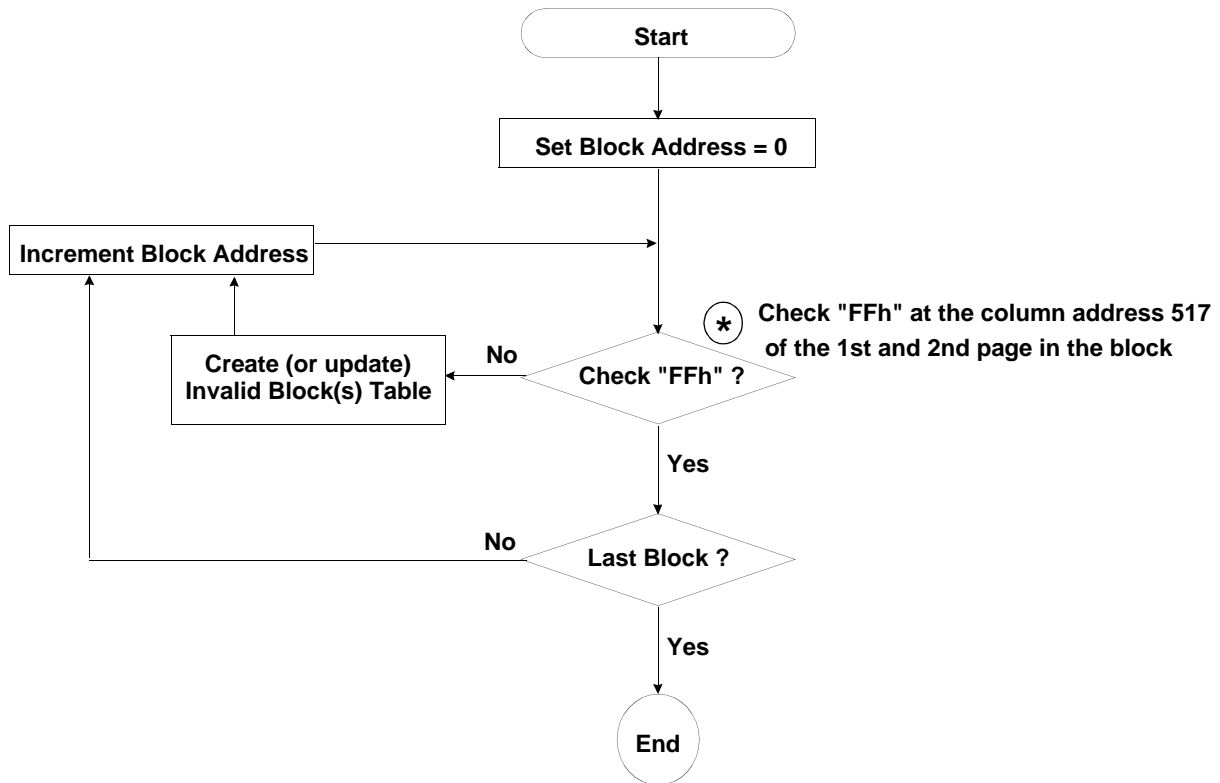 Start
Set Block Address = 0
Increment Block Address
* Check "FFh" at the column address 517
of the 1st and 2nd page in the block
Create (or update)
Invalid Block(s) Table
No
Check "FFh" ?
Yes
No
Last Block ?
Yes
End